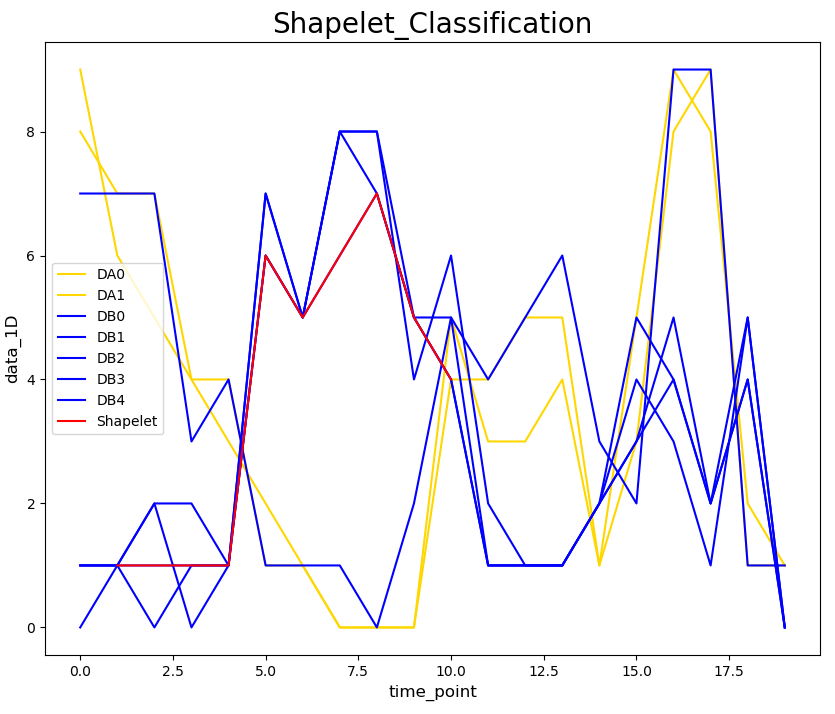 Shapelet_Classification
data_1D
8
6
4
2
0
DA0
DA1
DB0
DB1
DB2
DB3
DB4
Shapelet
0.0 2.5 5.0 7.5 10.0 12.5 15.0 17.5
time_point